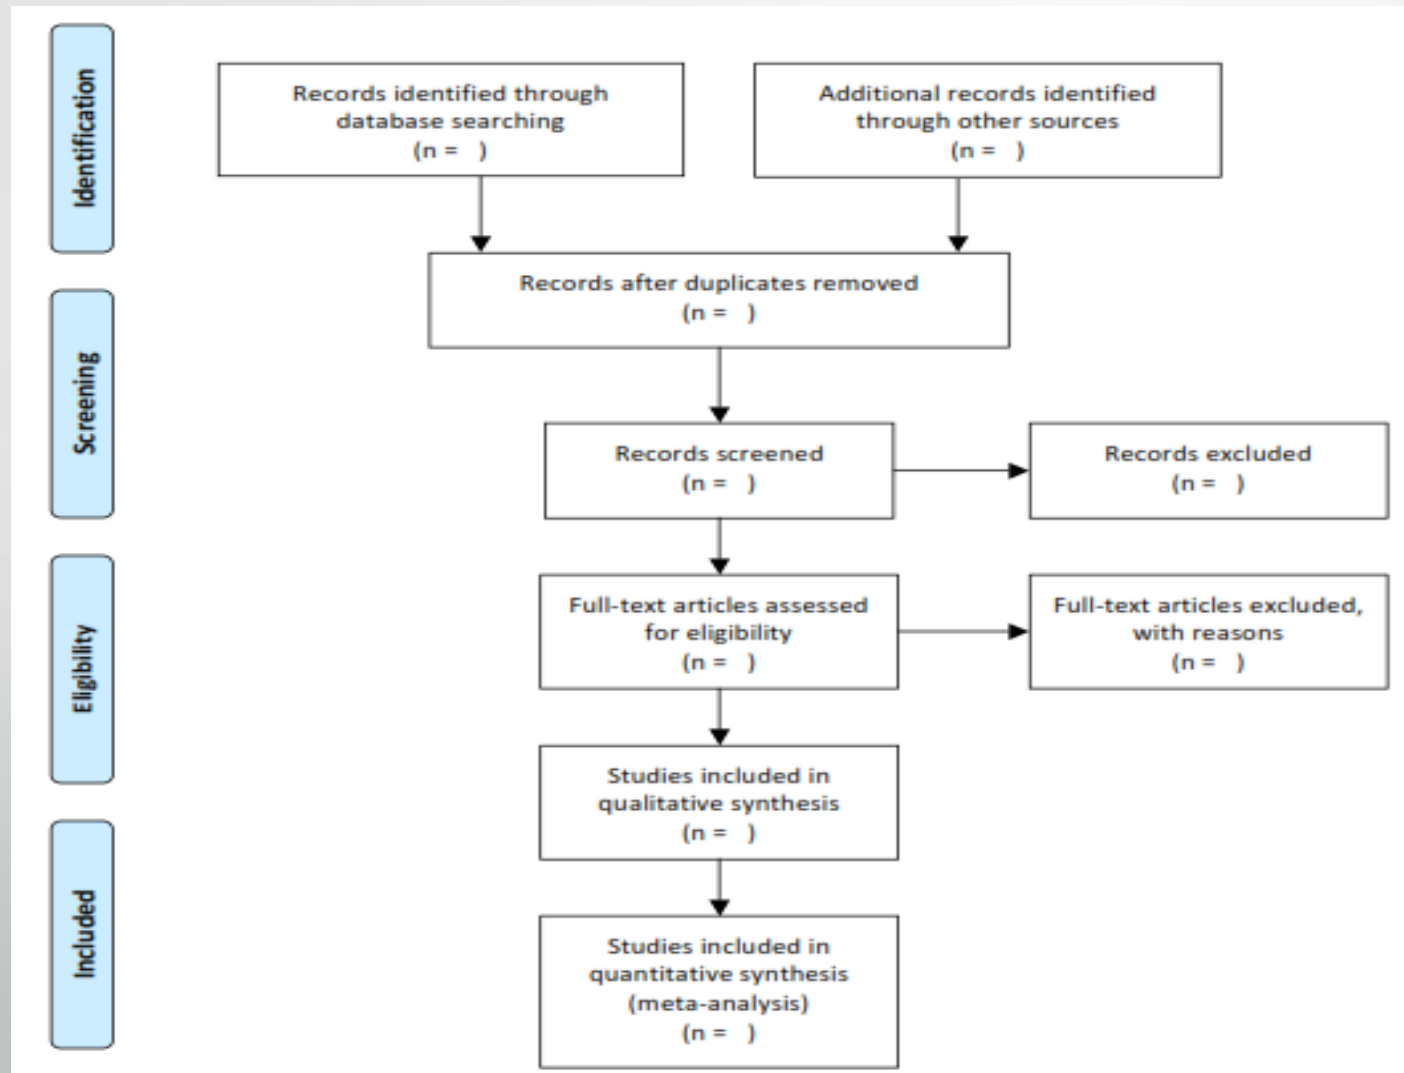 Identification
Records identified through
database searching
(n =   )
Additional records identified
through other sources
(n =   )
Records after duplicates removed
(n =   )
Screening
Records screened
(n =   )
Records excluded
(n =   )
Eligibility
Full-text articles assessed
for eligibility
(n =   )
Full-text articles excluded,
with reasons
(n =   )
Studies included in
qualitative synthesis
(n =   )
Included
Studies included in
quantitative synthesis
(meta-analysis)
(n =   )